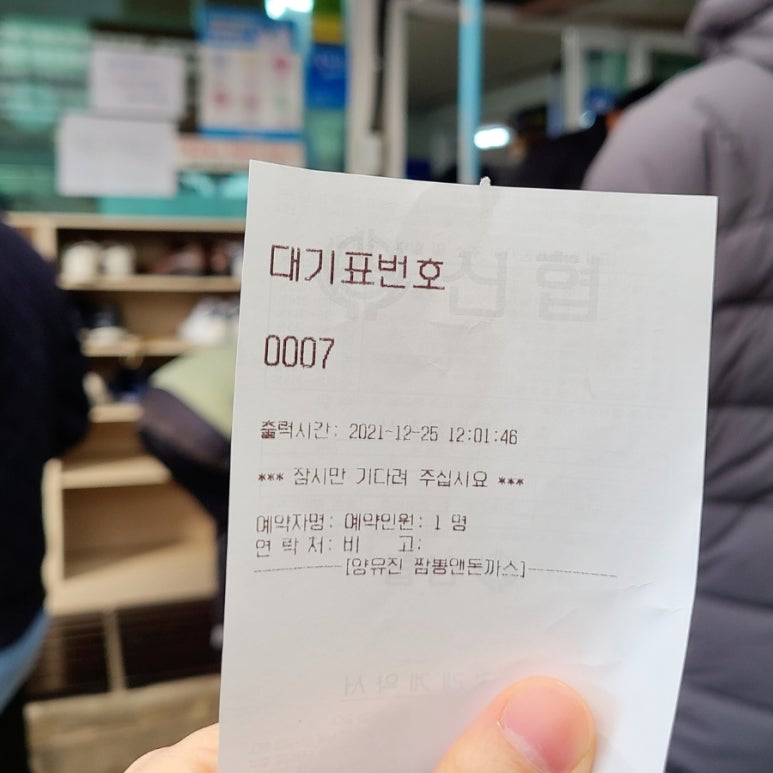 대기표번호
0007
출력시간: 2021-12-25 12:01:46
*** 잠시만 기다려 주십시요 ***
예약자명: 예약인원: 1 명
연 락 처: 비 고:
[양유진 짬뽕앤돈까스]
신협